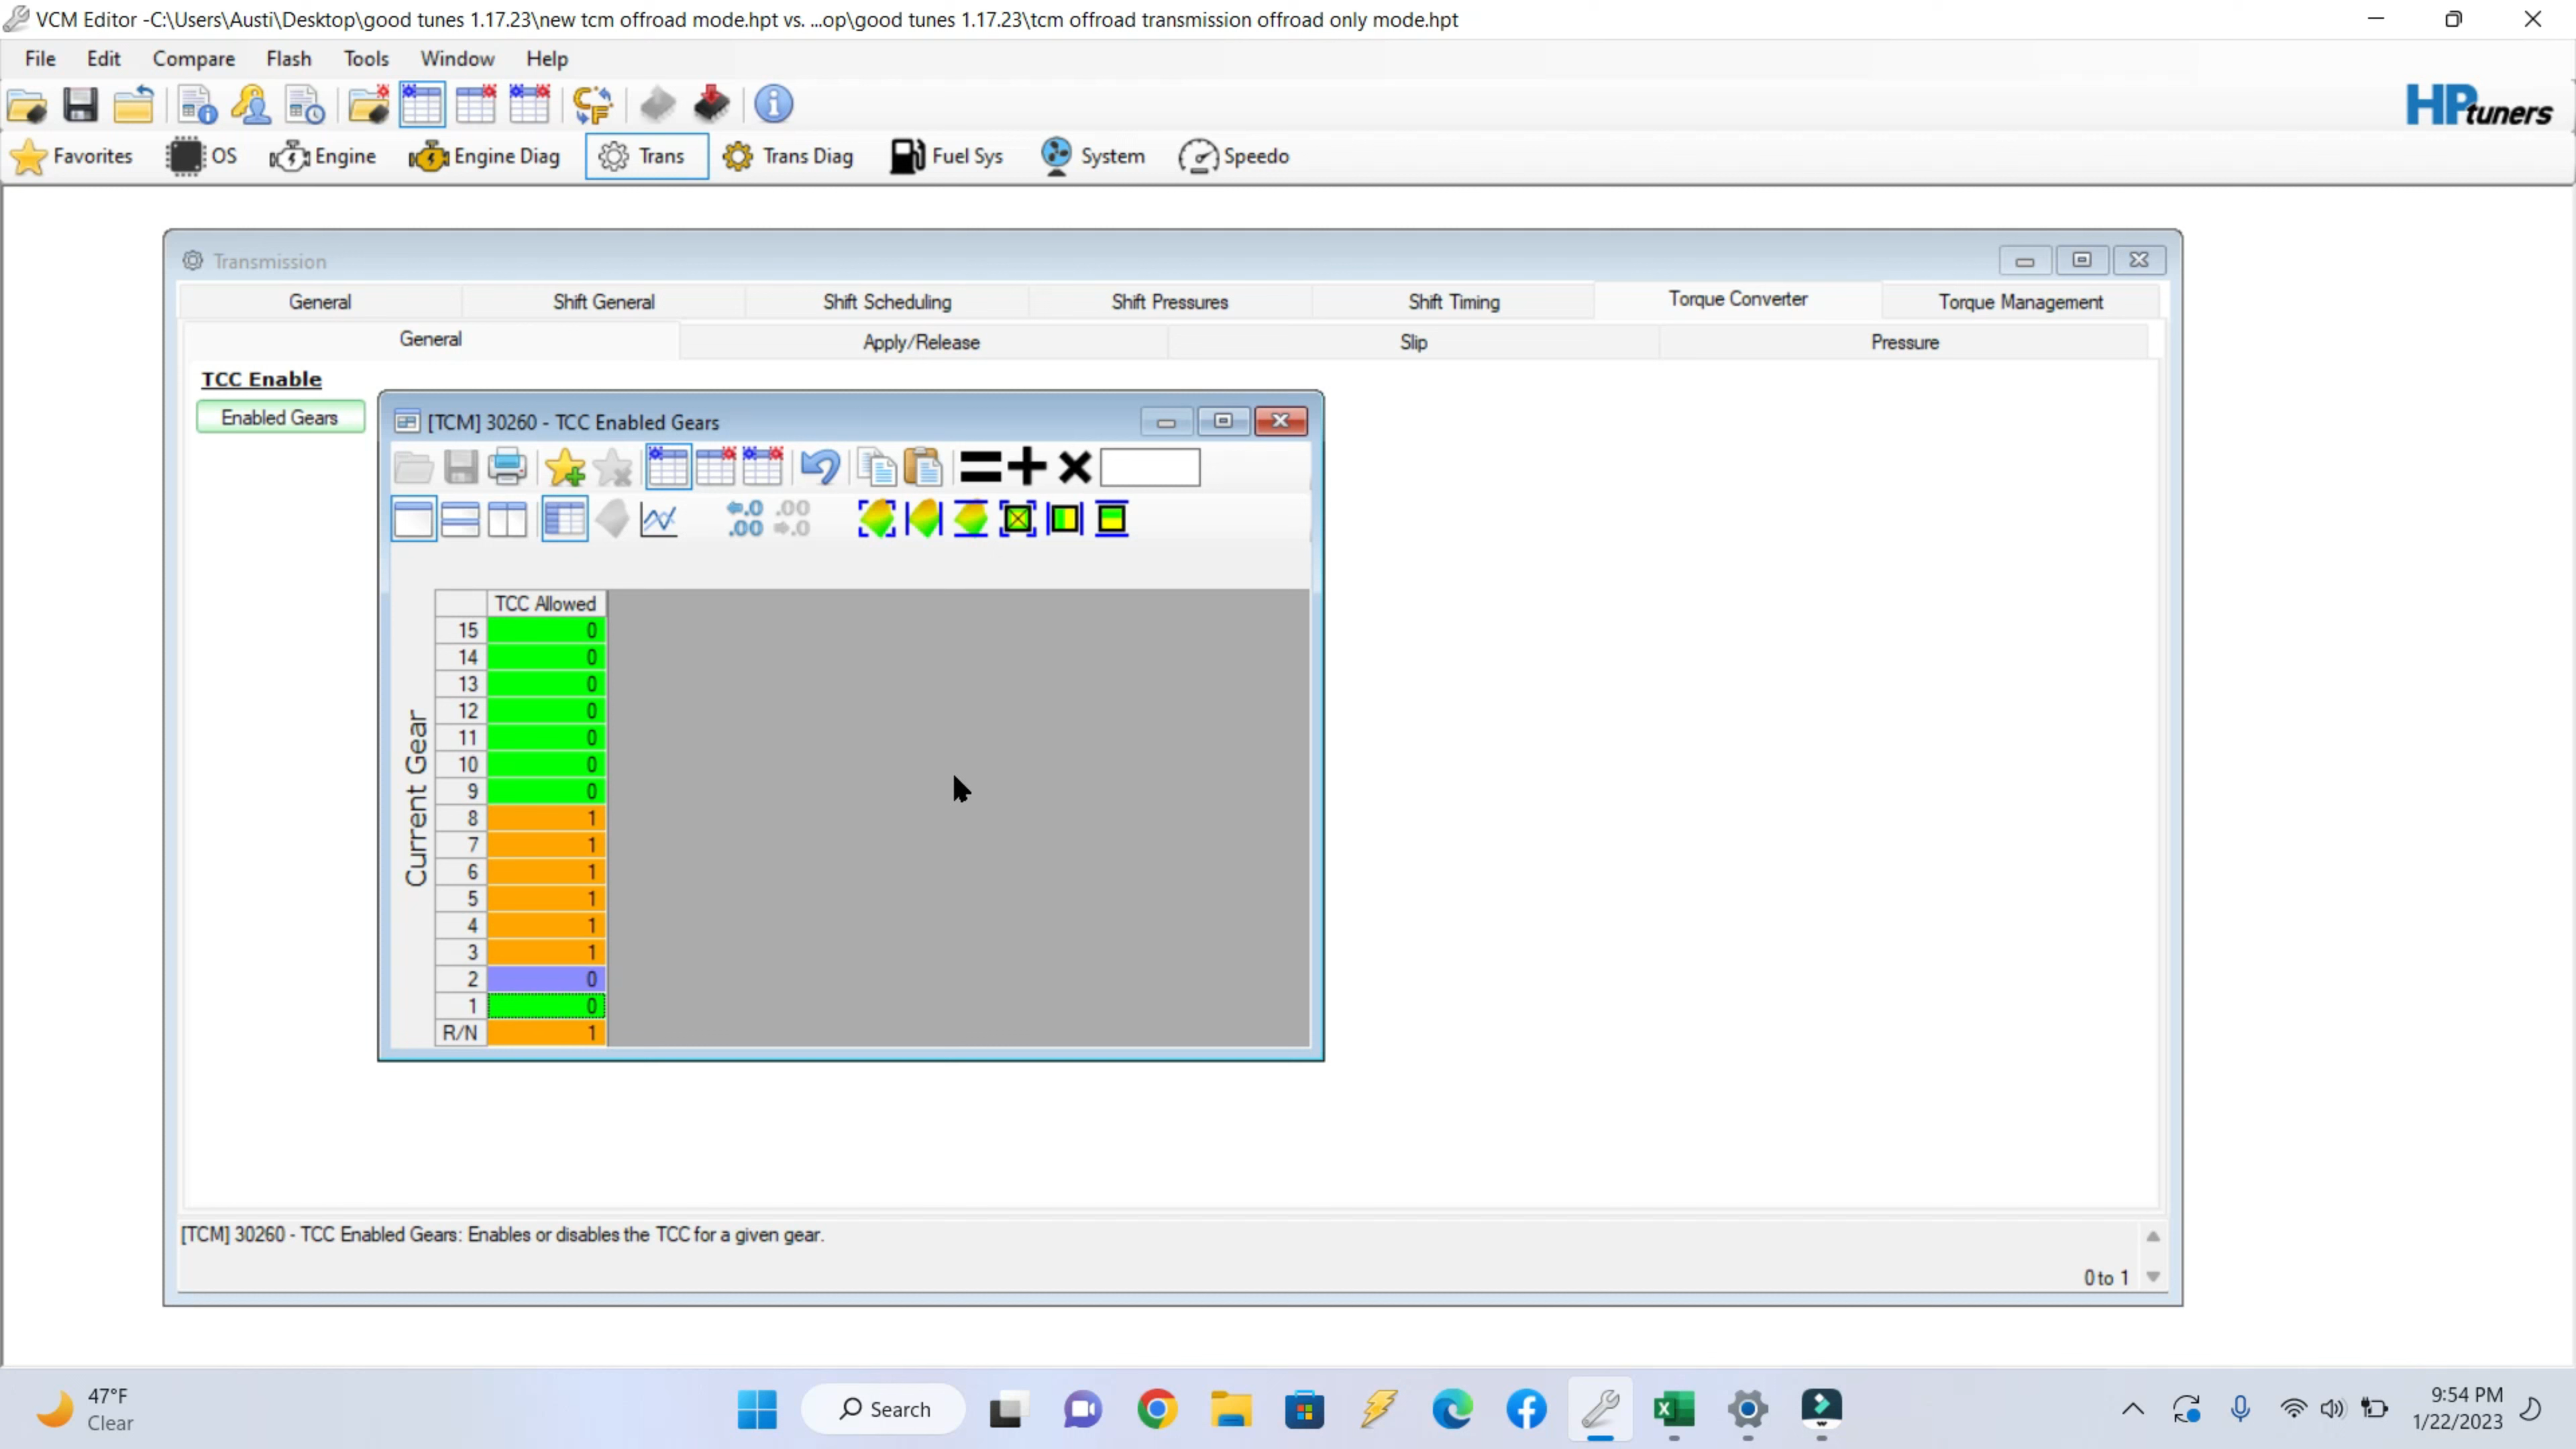 VCM Editor -C:\Users\Austi\Desktop\good tunes 1.17.23\new tcm offroad mode.hpt vs. ...op\good tunes 1.17.23\tcm offroad transmission offroad only mode.hpt
File Edit Compare Flash Tools Window Help
HPtuners
Favorites OS Engine Engine Diag Trans Trans Diag Fuel Sys System Speedo
Transmission
General Shift General Shift Scheduling Shift Pressures Shift Timing Torque Converter Torque Management
General Apply/Release Slip Pressure
TCC Enable
Enabled Gears
[TCM] 30260 - TCC Enabled Gears
.0 .00
.00 .0
Current Gear
TCC Allowed
15 0
14 0
13 0
12 0
11 0
10 0
9 0
8 1
7 1
6 1
5 1
4 1
3 1
2 0
1 0
R/N 1
[TCM] 30260 - TCC Enabled Gears: Enables or disables the TCC for a given gear.
0 to 1
47°F
Clear
Search
9:54 PM
1/22/2023